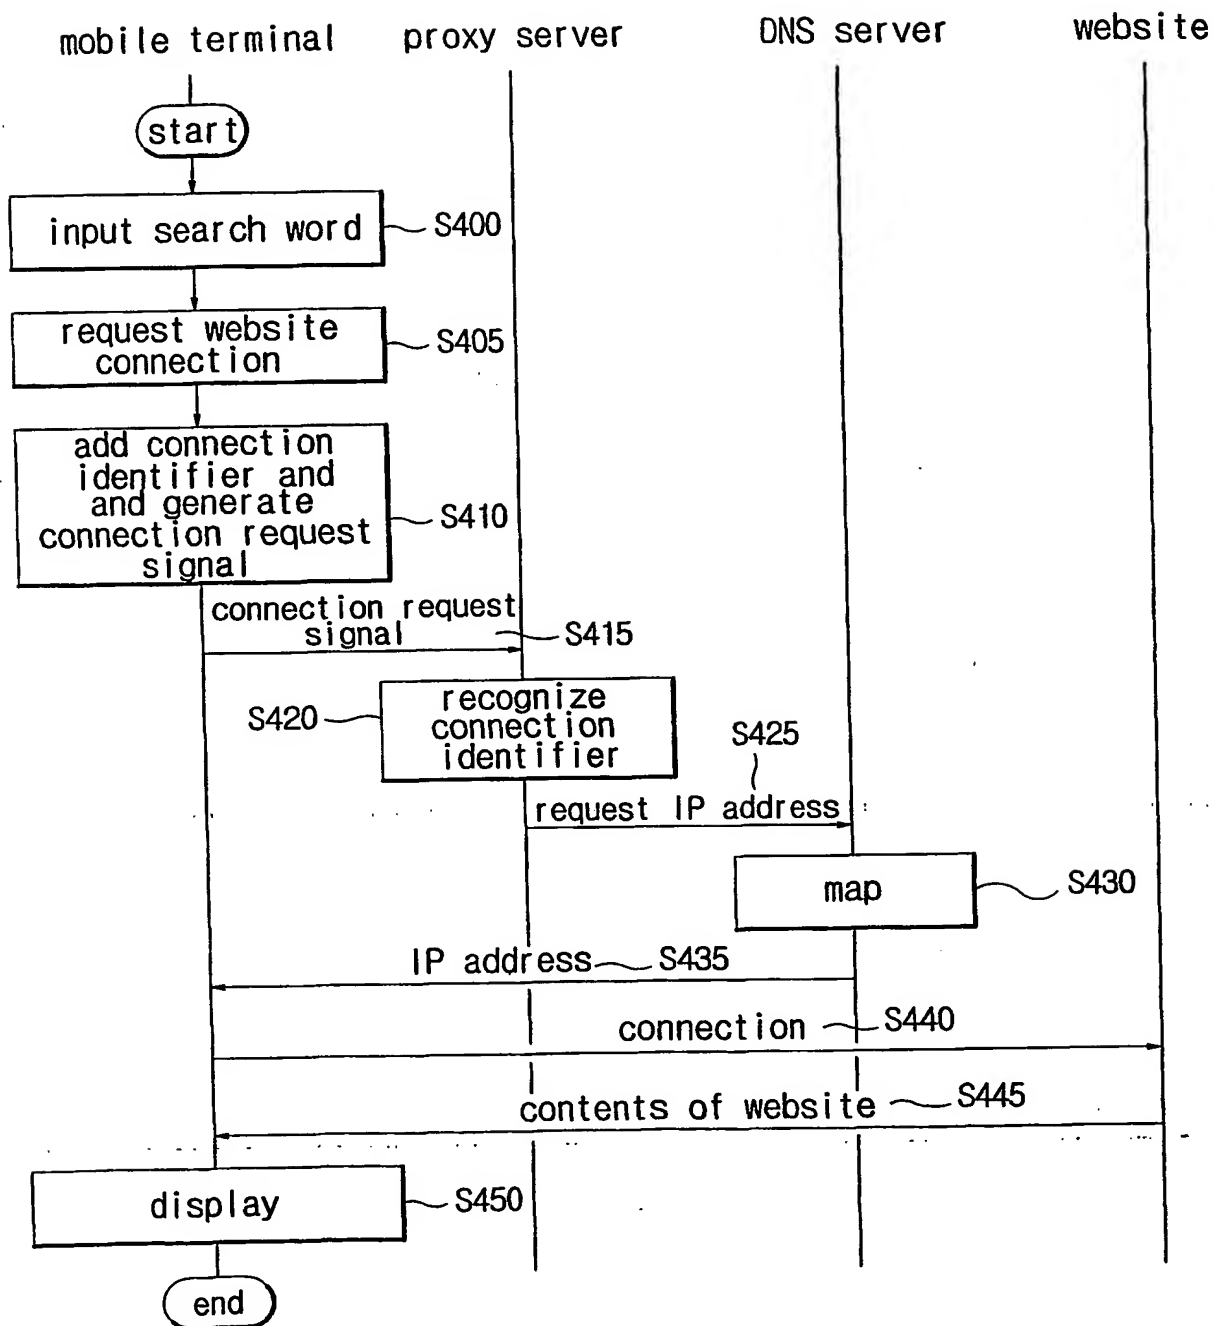 mobile terminal
proxy server
DNS server
website
start
input search word
S400
request website
connection
S405
add connection
identifier and
and generate
connection request
signal
S410
connection request
signal
S415
recognize
connection
identifier
S420
S425
request IP address
map
S430
IP address
S435
connection
S440
contents of website
S445
display
S450
end